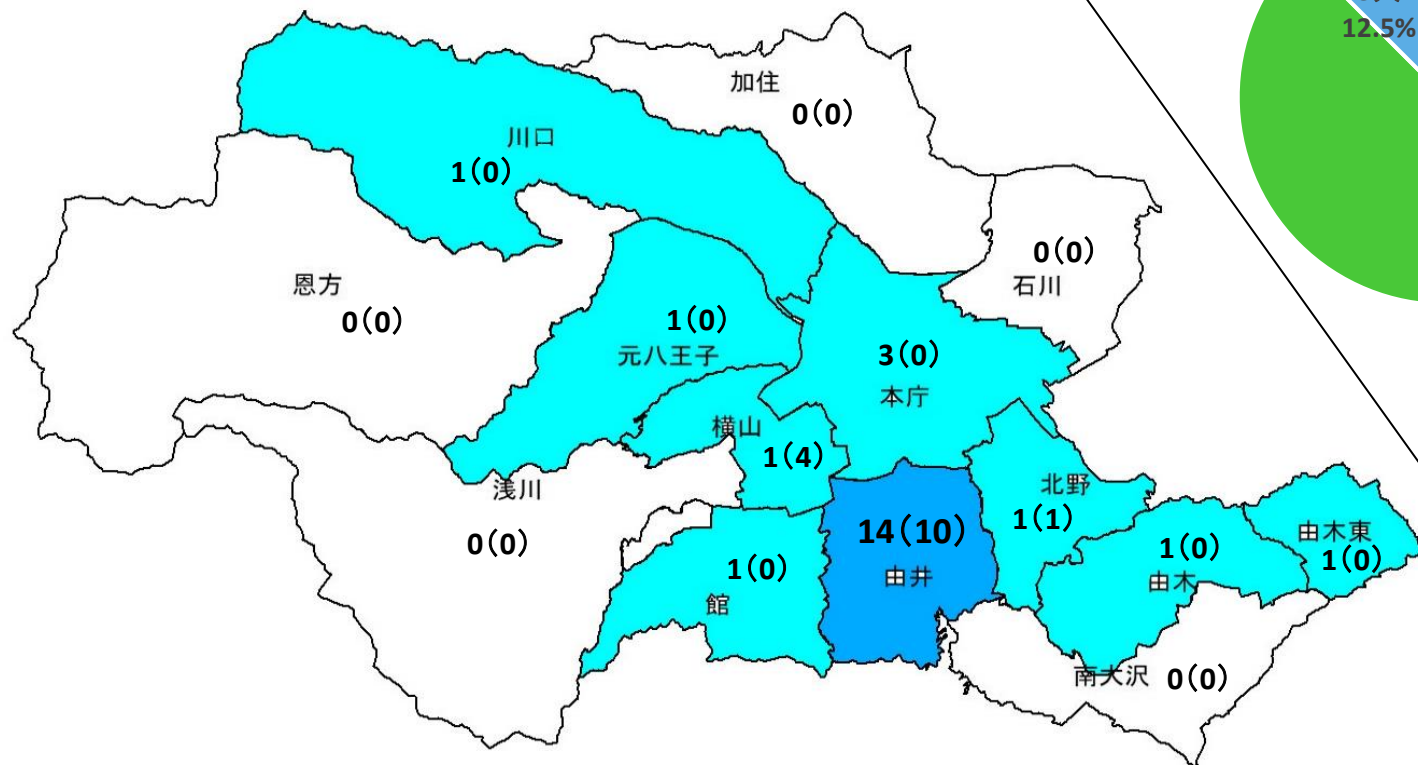 12.5%
加住
0(0)
川口
1(0)
0(0)
石川
恩方
0(0)
1(0)
元八王子
3(0)
本庁
横山
1(4)
浅川
0(0)
北野
1(1)
14(10)
由井
由木東
1(0)
1(0)
由木
1(0)
館
南大沢 0(0)